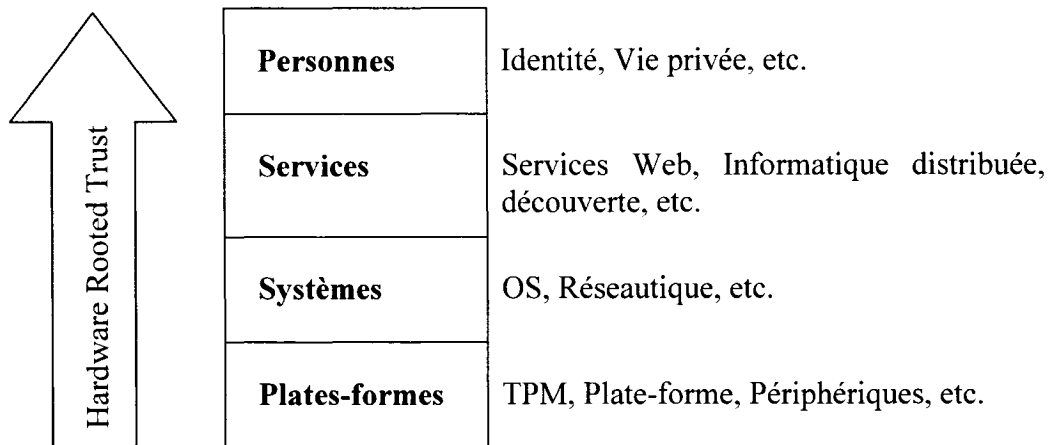 Hardware Rooted Trust
Personnes
Identité, Vie privée, etc.
Services
Services Web, Informatique distribuée,
découverte, etc.
Systèmes
OS, Réseautique, etc.
Plates-formes
TPM, Plate-forme, Périphériques, etc.